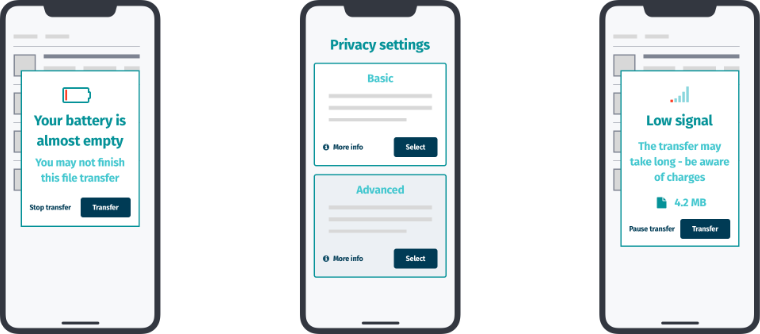 Your battery is
almost empty
You may not finish
this file transfer
Stop transfer
Transfer
Privacy settings
Basic
More info
Select
Advanced
More info
Select
Low signal
The transfer may
take long - be aware
of charges
4.2 MB
Pause transfer
Transfer